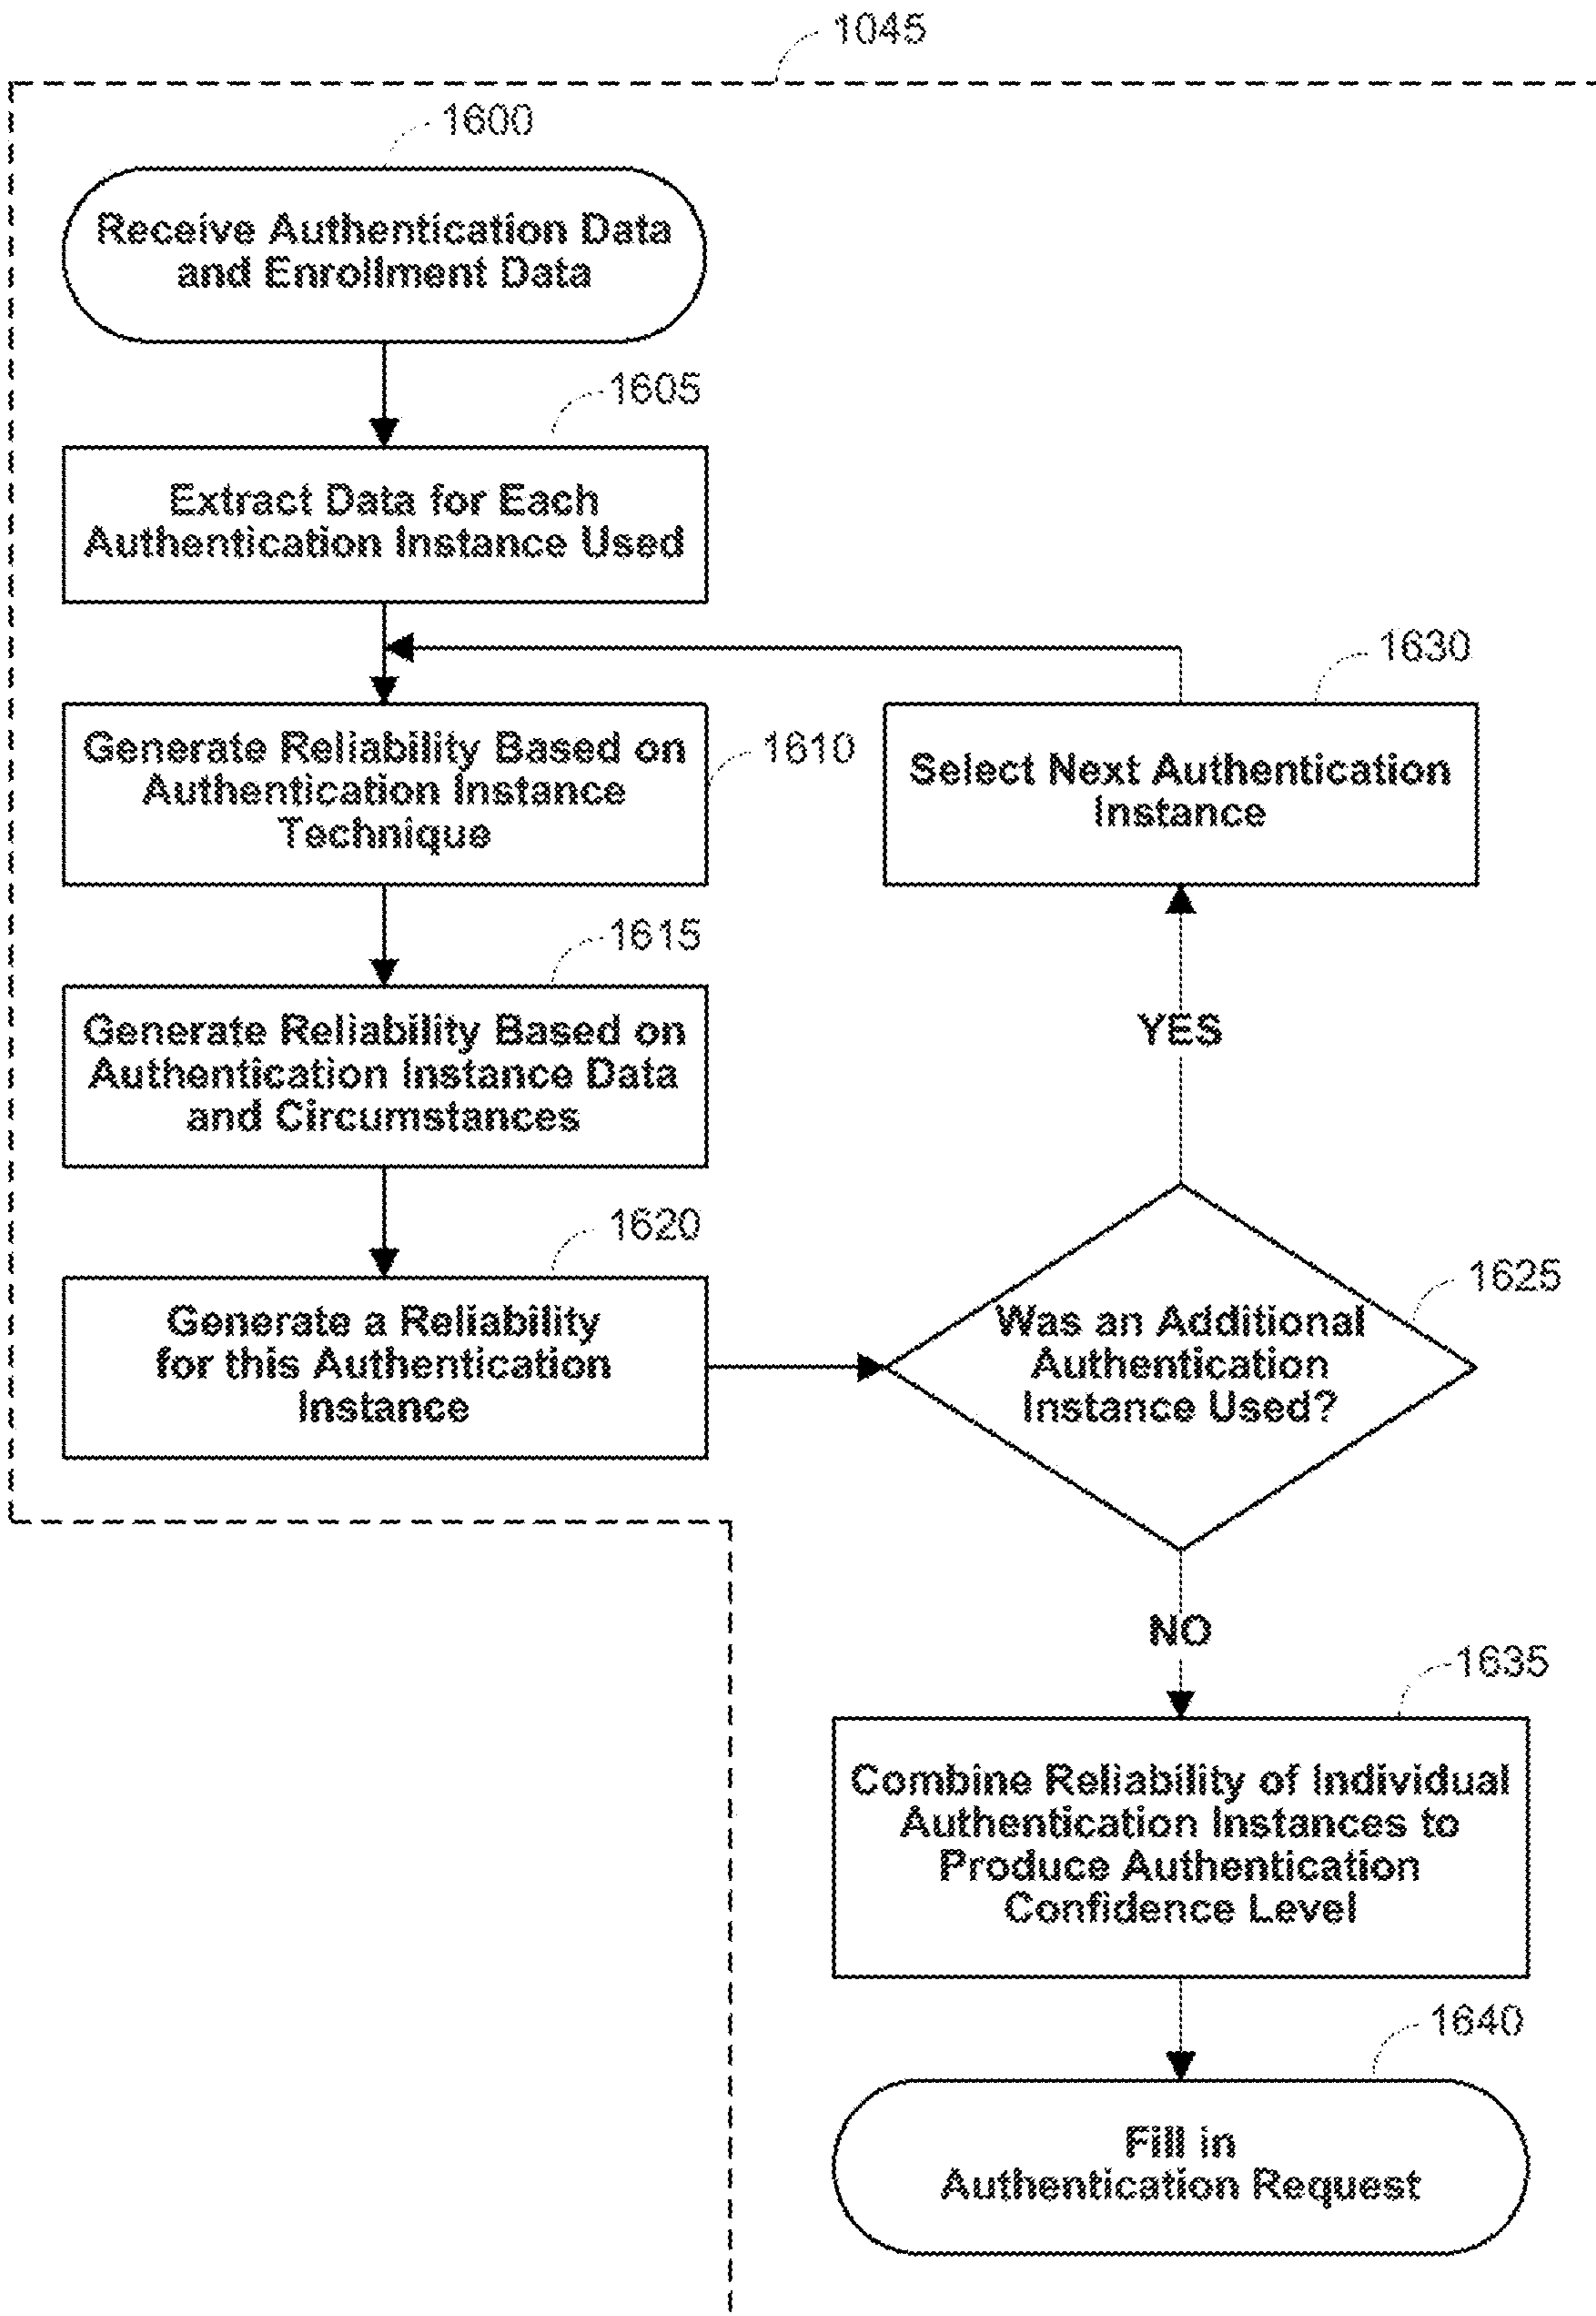 1045
1600
Receive Authentication Data
and Enrollment Data
1605
Extract Data for Each
Authentication Instance Used
1630
Generate Reliability Based on
Authentication Instance
Technique
1610
Select Next Authentication
Instance
1615
Generate Reliability Based on
Authentication Instance Data
and Circumstances
YES
1620
Generate a Reliability
for this Authentication
Instance
1625
Was an Additional
Authentication
Instance Used?
NO
1635
Combine Reliability of Individual
Authentication Instances to
Produce Authentication
Confidence Level
1640
Fill in
Authentication Request